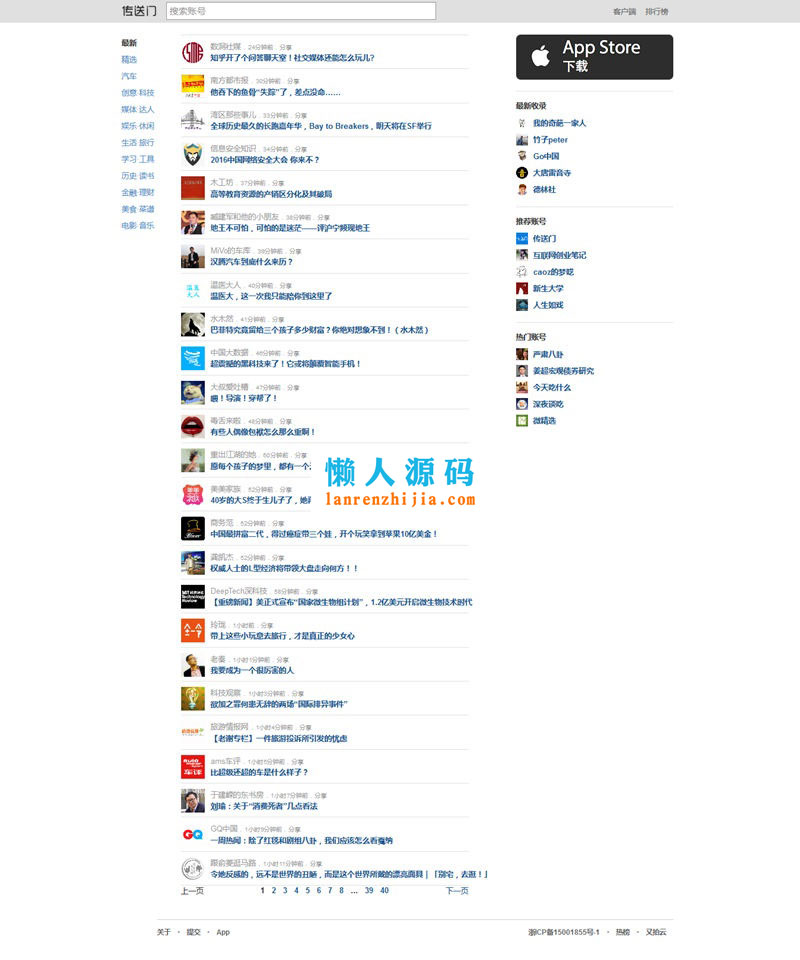 传送门
搜索账号
客户端 排行榜
最新
精选
汽车
创意 科技
媒体 达人
娱乐 休闲
生活 旅行
学习 工具
历史 读书
金融 理财
美食 菜谱
电影 音乐
数洞社媒 . 24分钟前 . 分享
知乎开了个问答聊天室！社交媒体还能怎么玩儿？
南方都市报 . 30分钟前 . 分享
他吞下的鱼骨“失踪”了，差点没命……
湾区那些事儿 . 33分钟前 . 分享
全球历史最久的长跑嘉年华，Bay to Breakers，明天将在SF举行
信息安全知识 . 34分钟前 . 分享
2016中国网络安全大会 你来不？
木工坊 . 37分钟前 . 分享
高等教育资源的产销区分化及其破局
臧建军和他的小朋友 . 38分钟前 . 分享
地王不可怕，可怕的是迷茫——评沪宁频现地王
MiVo的车库 . 39分钟前 . 分享
汉腾汽车到底什么来历？
温医大人 . 40分钟前 . 分享
温医大，这一次我只能陪你到这里了
水木然 . 41分钟前 . 分享
巴菲特究竟留给三个孩子多少财富？你绝对想象不到！（水木然）
中国大数据 . 46分钟前 . 分享
超震撼的黑科技来了！它或将颠覆智能手机！
大叔爱吐槽 . 47分钟前 . 分享
喂！导演！穿帮了！
毒舌来啦 . 48分钟前 . 分享
有些人偶像包袱怎么那么重啊！
重出江湖的她 . 50分钟前 . 分享
原每个孩子的梦里，都有一个
美美家族 . 52分钟前 . 分享
40岁的大S终于生儿子了，她
商务范 . 52分钟前 . 分享
中国最拼富二代，得过癌症带三个娃，开个玩笑拿到苹果10亿美金！
龚凯杰 . 52分钟前 . 分享
权威人士的L型经济将带领大盘走向何方！！
DeepTech深科技 . 58分钟前 . 分享
【重磅新闻】美正式宣布“国家微生物组计划”，1.2亿美元开启微生物技术时代
玲珑 . 1小时前 . 分享
带上这些小玩意去旅行，才是真正的少女心
老秦 . 1小时1分钟前 . 分享
我要成为一个很厉害的人
科技观察 . 1小时3分钟前 . 分享
欲加之罪何患无辞的两场“国际排异事件”
旅游情报网 . 1小时4分钟前 . 分享
【老谢专栏】一件旅游投诉所引发的忧虑
ams车评 . 1小时5分钟前 . 分享
比超级还超的车是什么样子？
于建嵘的东书房 . 1小时7分钟前 . 分享
刘瑜：关于“消费死者”几点看法
GQ中国 . 1小时9分钟前 . 分享
一周热闻：除了红毯和剧组八卦，我们应该怎么看戛纳
跟俞菱逛马路 . 1小时11分钟前 . 分享
令她反感的，远不是世界的丑陋，而是这个世界所戴的漂亮面具｜「别宅，去逛！」
上一页 1 2 3 4 5 6 7 8 ... 39 40 下一页
App Store
下载
最新收录
我的奇葩一家人
竹子peter
Go中国
大唐雷音寺
德林社
推荐账号
传送门
互联网创业笔记
caoz的梦呓
新生大学
人生如戏
热门账号
严肃八卦
姜超宏观债券研究
今天吃什么
深夜谈吃
微精选
懒人源码
lanrenzhijia.com
关于 · 提交 · App
浙ICP备15001855号-1 · 热榜 · 又拍云